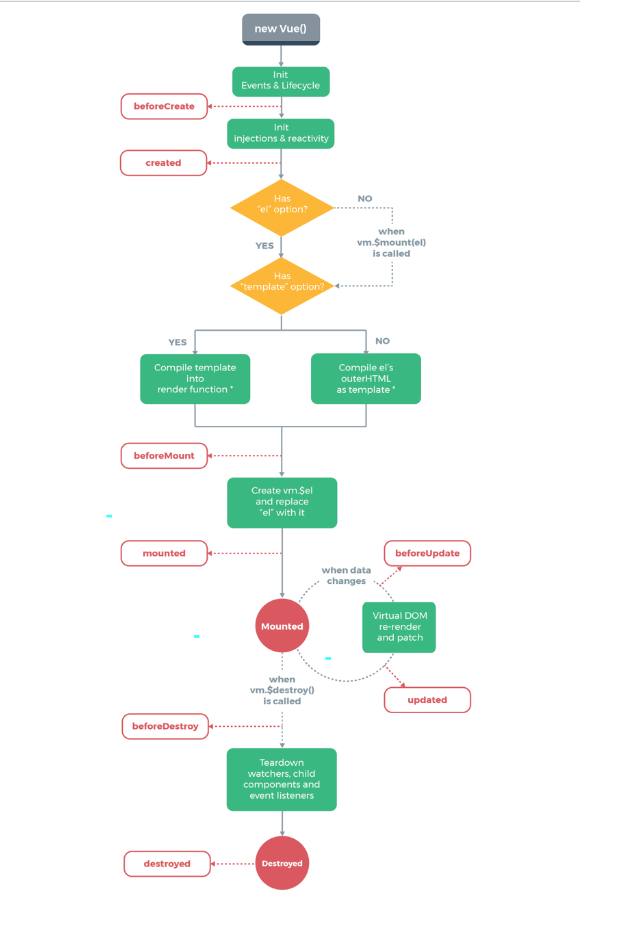 new Vue()
Init
Events & Lifecycle
beforeCreate
Init
injections & reactivity
created
Has
"el" option?
NO
when
vm.$mount(el)
is called
YES
Has
"template" option?
YES
NO
Compile template
into
render function *
Compile el's
outerHTML
as template *
beforeMount
Create vm.$el
and replace
"el" with it
mounted
beforeUpdate
when data
changes
Mounted
Virtual DOM
re-render
and patch
when
vm.$destroy()
is called
updated
beforeDestroy
Teardown
watchers, child
components and
event listeners
destroyed
Destroyed